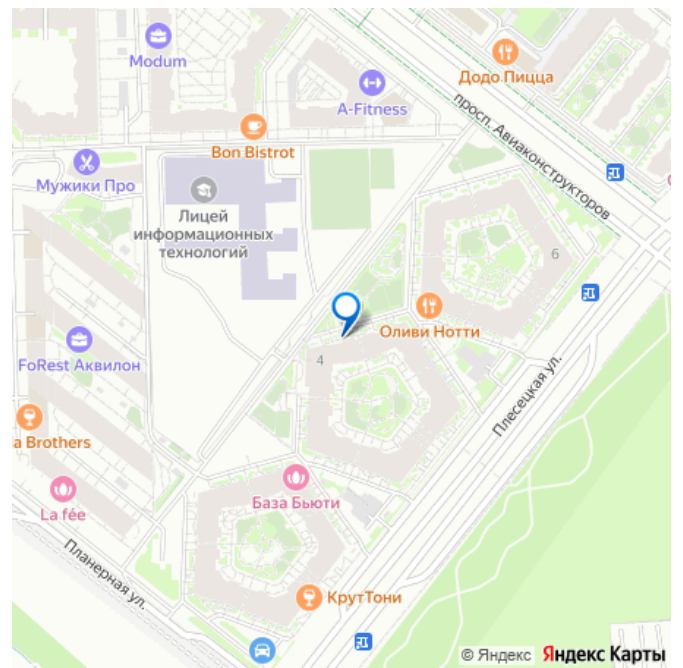 Modum
Додо Пицца
A-Fitness
просп. Авиаконструкторов
Bon Bistrot
Мужики Про
Лицей
информационных
технологий
6
Оливи Нотти
4
FoRest Аквилон
Плесецкая ул.
a Brothers
База Бьюти
La fée
Планерная ул.
КрутТони
© Яндекс Яндекс Карты